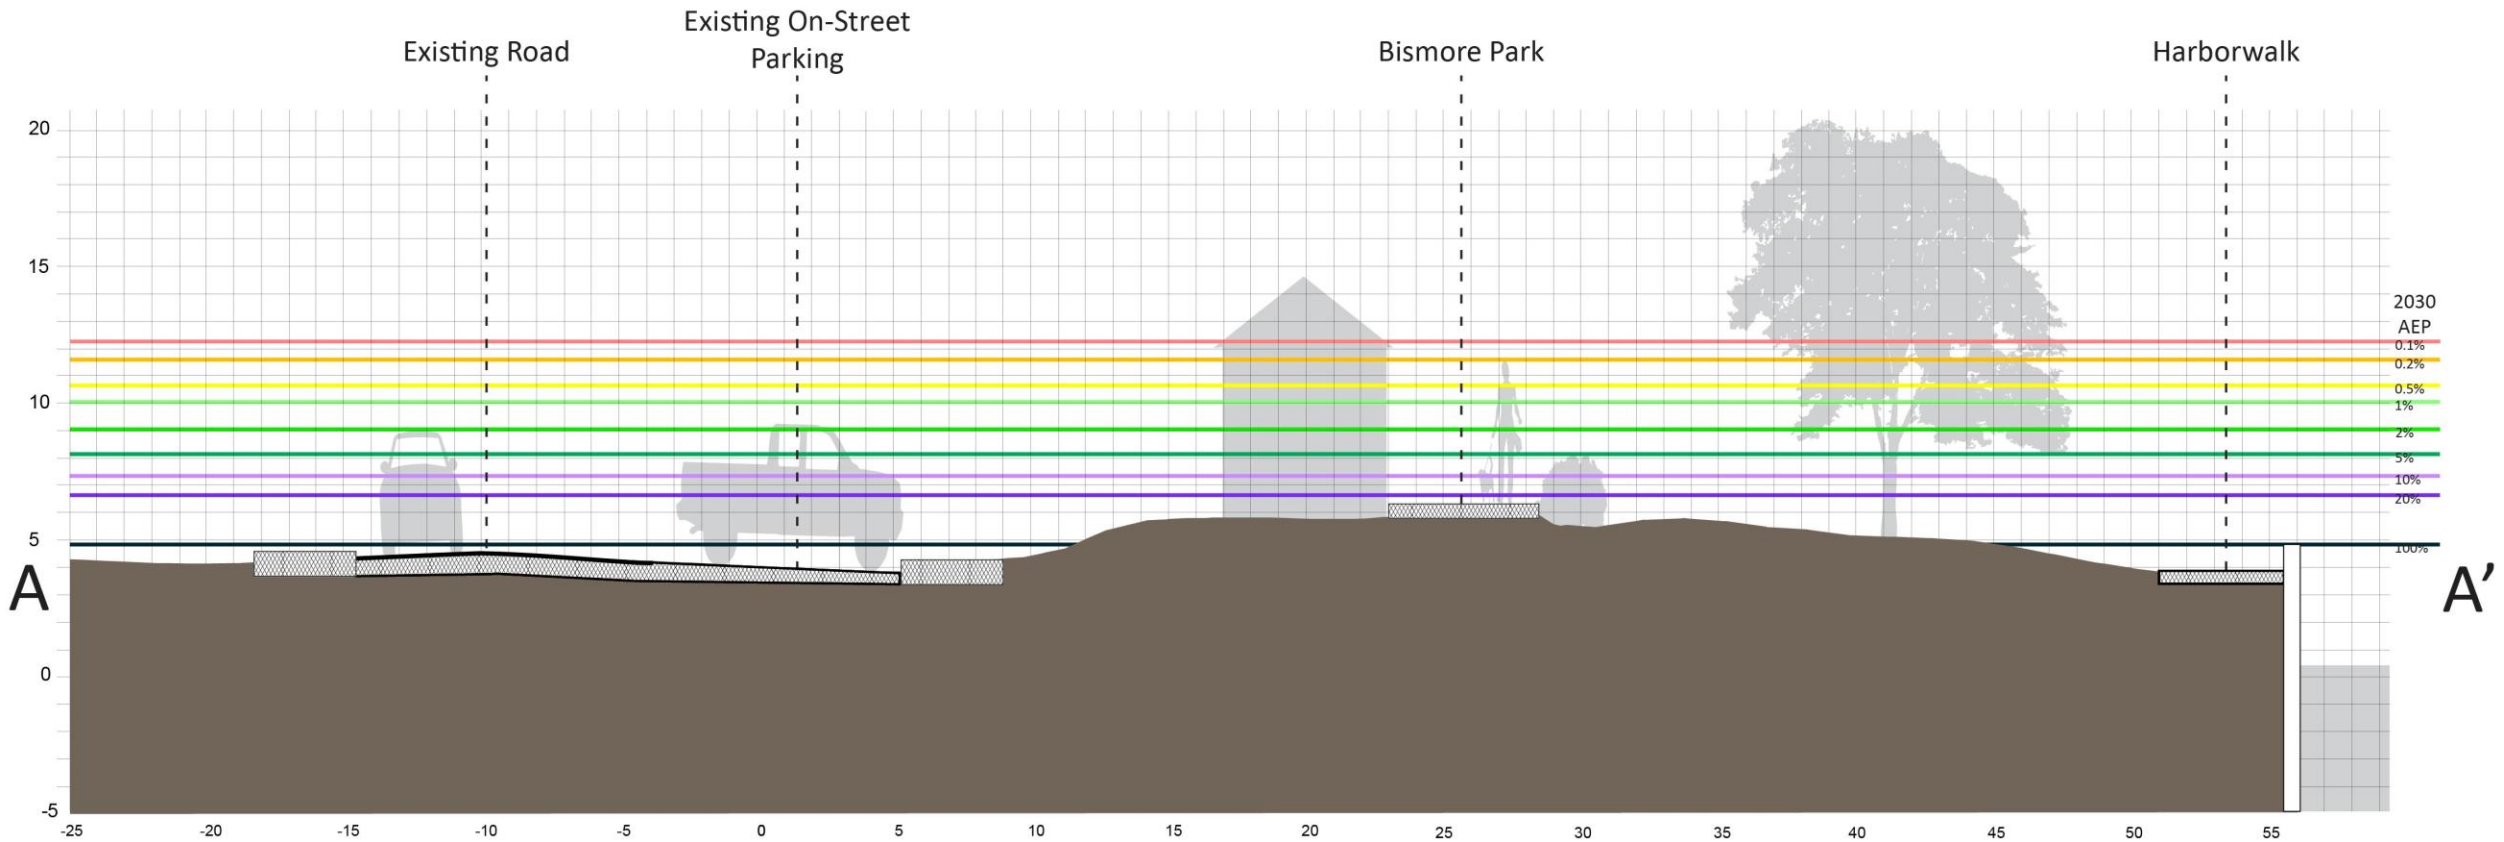 Existing On-Street
Parking
Existing Road
Bismore Park
Harborwalk
20
15
10
5
0
-5
2030
AEP
0.1%
0.2%
0.5%
1%
2%
5%
10%
20%
100%
A
A’
-25 -20 -15 -10 -5 0 5 10 15 20 25 30 35 40 45 50 55